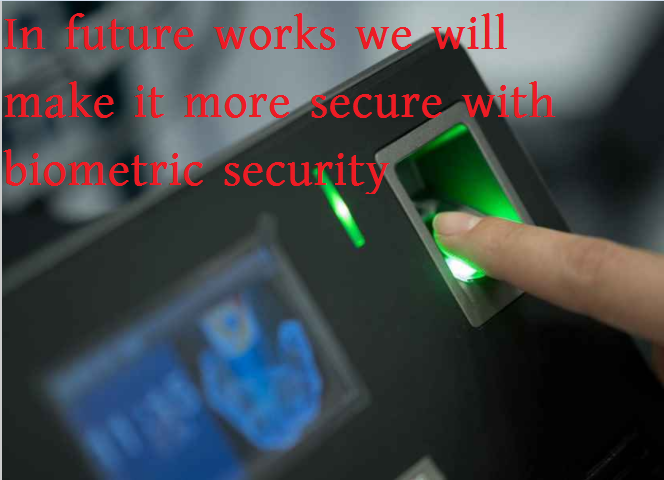 In future works we will
make it more secure with
biometric security